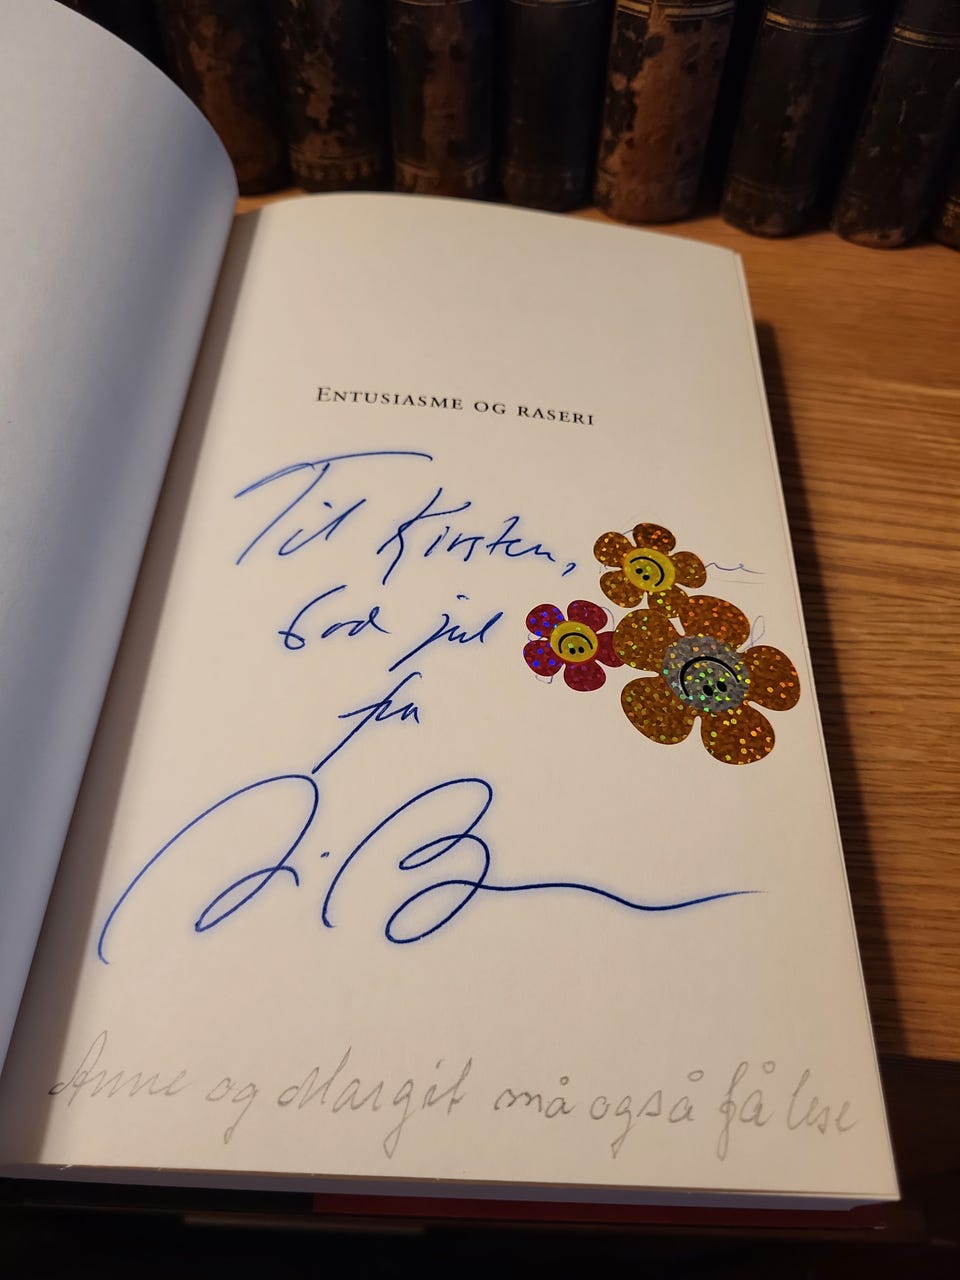 Entusiasme og raseri
Til Kirsten,
God jul
fra
Anne og Margit må også få lese